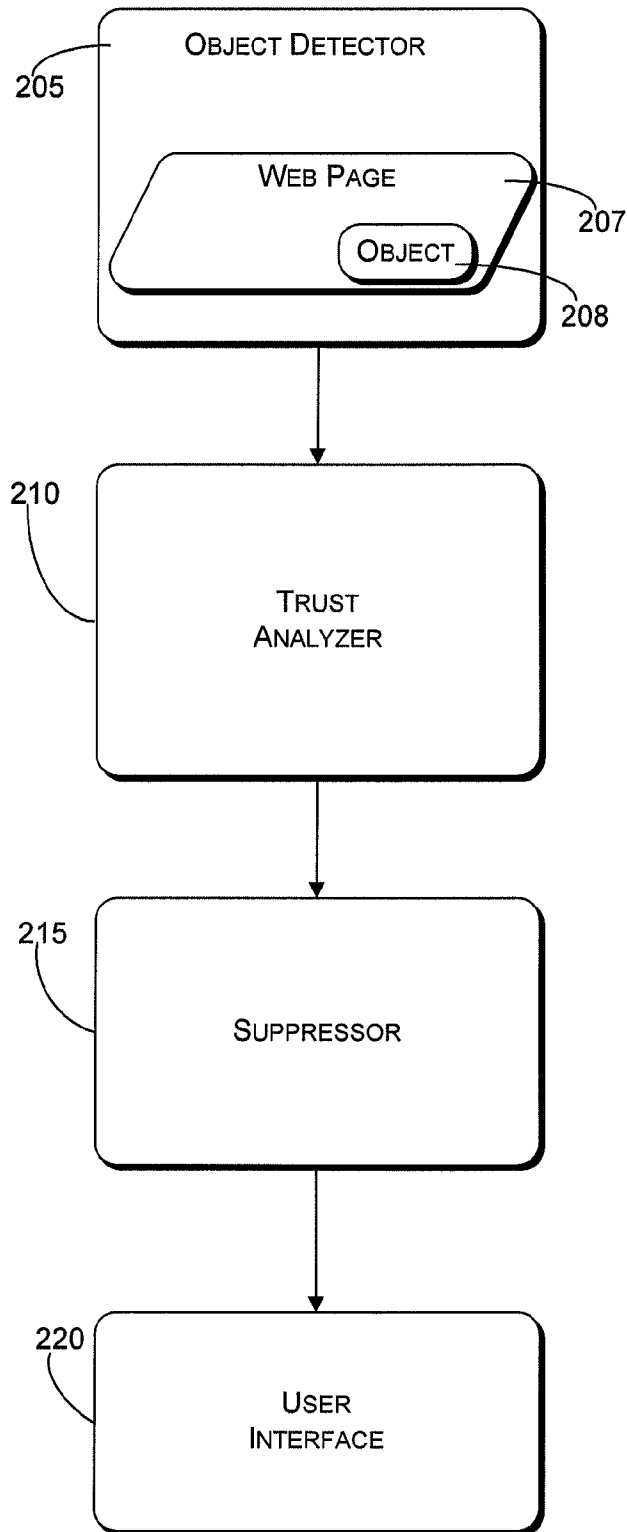 OBJECT DETECTOR
205
WEB PAGE
207
OBJECT
208
210
TRUST
ANALYZER
215
SUPPRESSOR
220
USER
INTERFACE